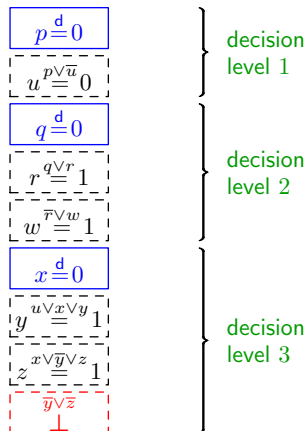 p =ᵈ 0
u =^{p∨u̅} 0
decision
level 1
q =ᵈ 0
r =^{q∨r} 1
w =^{r̅∨w} 1
decision
level 2
x =ᵈ 0
y =^{u∨x∨y} 1
z =^{x∨y̅∨z} 1
y̅∨z̅
⊥
decision
level 3